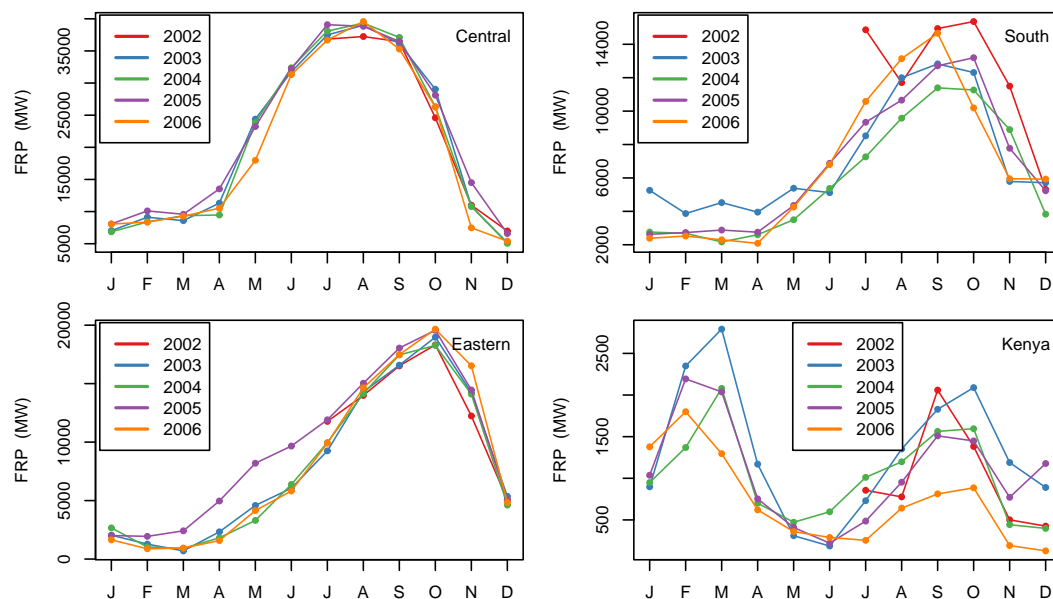 Central
2002
2003
2004
2005
2006
FRP (MW)
5000 15000 25000 35000
J F M A M J J A S O N D
South
2002
2003
2004
2005
2006
FRP (MW)
2000 6000 10000 14000
J F M A M J J A S O N D
Eastern
2002
2003
2004
2005
2006
FRP (MW)
0 5000 10000 20000
J F M A M J J A S O N D
Kenya
2002
2003
2004
2005
2006
FRP (MW)
500 1500 2500
J F M A M J J A S O N D